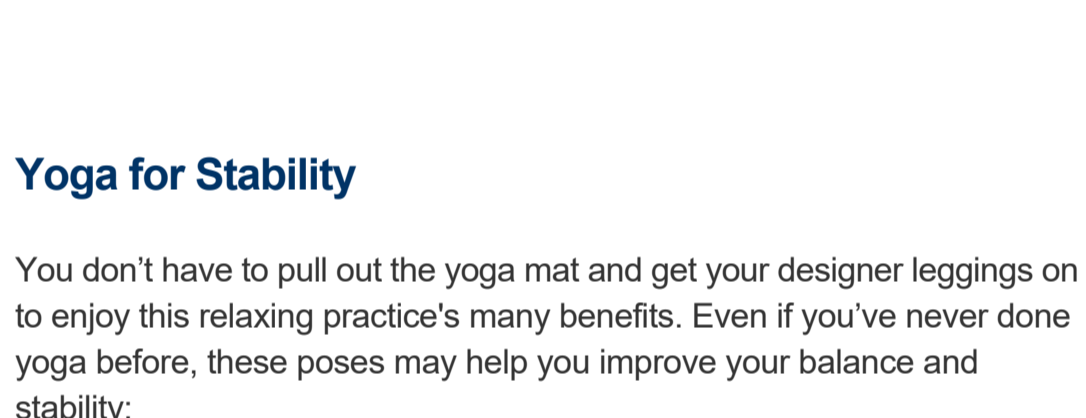 Yoga for Stability
You don’t have to pull out the yoga mat and get your designer leggings on
to enjoy this relaxing practice's many benefits. Even if you’ve never done
yoga before, these poses may help you improve your balance and
stability: